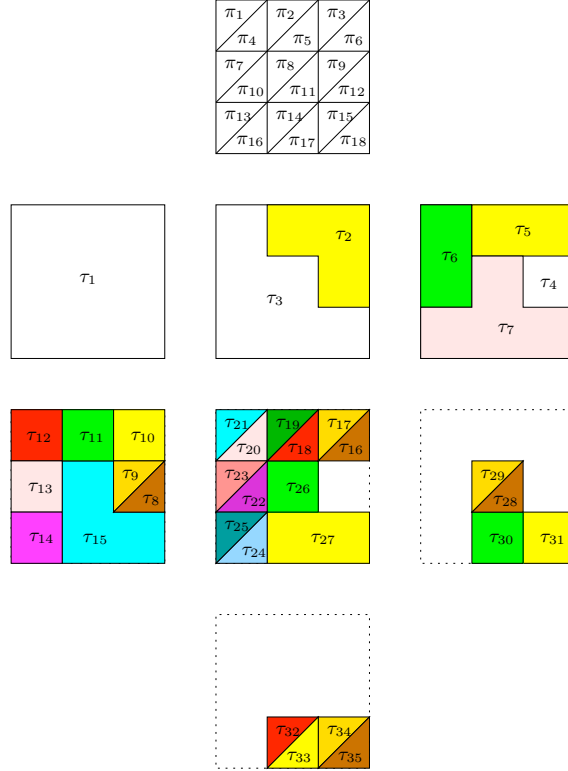 π₁ π₂ π₃
π₄ π₅ π₆
π₇ π₈ π₉
π₁₀ π₁₁ π₁₂
π₁₃ π₁₄ π₁₅
π₁₆ π₁₇ π₁₈
τ₂ τ₅
τ₆
τ₁ τ₄
τ₃
τ₇
τ₂₁ τ₁₉ τ₁₇
τ₁₂ τ₁₁ τ₁₀
τ₂₀ τ₁₈ τ₁₆
τ₉ τ₂₃ τ₂₉
τ₁₃ τ₂₆
τ₈ τ₂₂ τ₂₈
τ₂₅
τ₁₄ τ₁₅ τ₂₇ τ₃₀ τ₃₁
τ₂₄
τ₃₂ τ₃₄
τ₃₃ τ₃₅